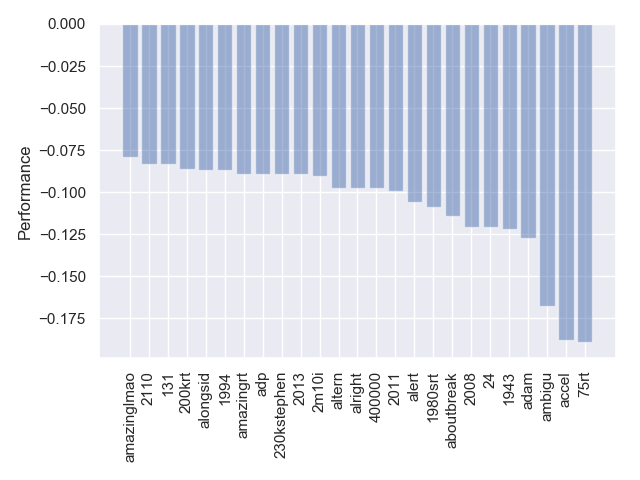 0.000
−0.025
−0.050
−0.075
−0.100
−0.125
−0.150
−0.175
Performance
amazinglmao
2110
131
200krt
alongsid
1994
amazingrt
adp
230kstephen
2013
2m10i
altern
alright
400000
2011
alert
1980srt
aboutbreak
2008
24
1943
adam
ambigu
accel
75rt